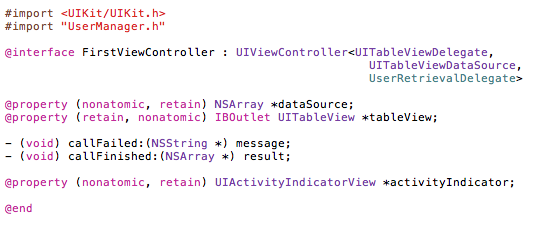 #import <UIKit/UIKit.h>
#import "UserManager.h"
@interface FirstViewController : UIViewController<UITableViewDelegate,
UITableViewDataSource,
UserRetrievalDelegate>
@property (nonatomic, retain) NSArray *dataSource;
@property (retain, nonatomic) IBOutlet UITableView *tableView;
- (void) callFailed:(NSString *) message;
- (void) callFinished:(NSArray *) result;
@property (nonatomic, retain) UIActivityIndicatorView *activityIndicator;
@end